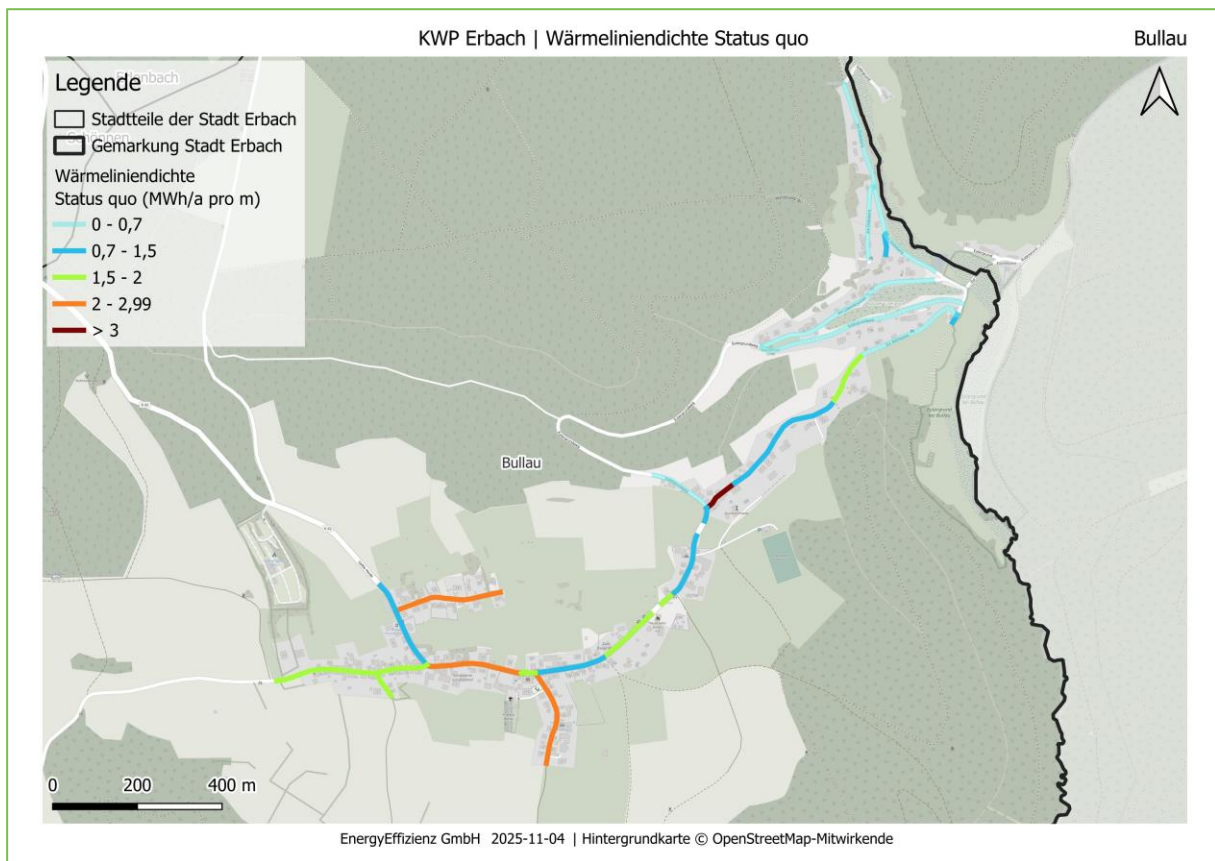 KWP Erbach | Wärmeliniendichte Status quo
Bullau
Legende
Stadtteile der Stadt Erbach
Gemarkung Stadt Erbach
Wärmeliniendichte
Status quo (MWh/a pro m)
0 - 0,7
0,7 - 1,5
1,5 - 2
2 - 2,99
> 3
Bullau
0 200 400 m
EnergyEffizienz GmbH 2025-11-04 | Hintergrundkarte © OpenStreetMap-Mitwirkende